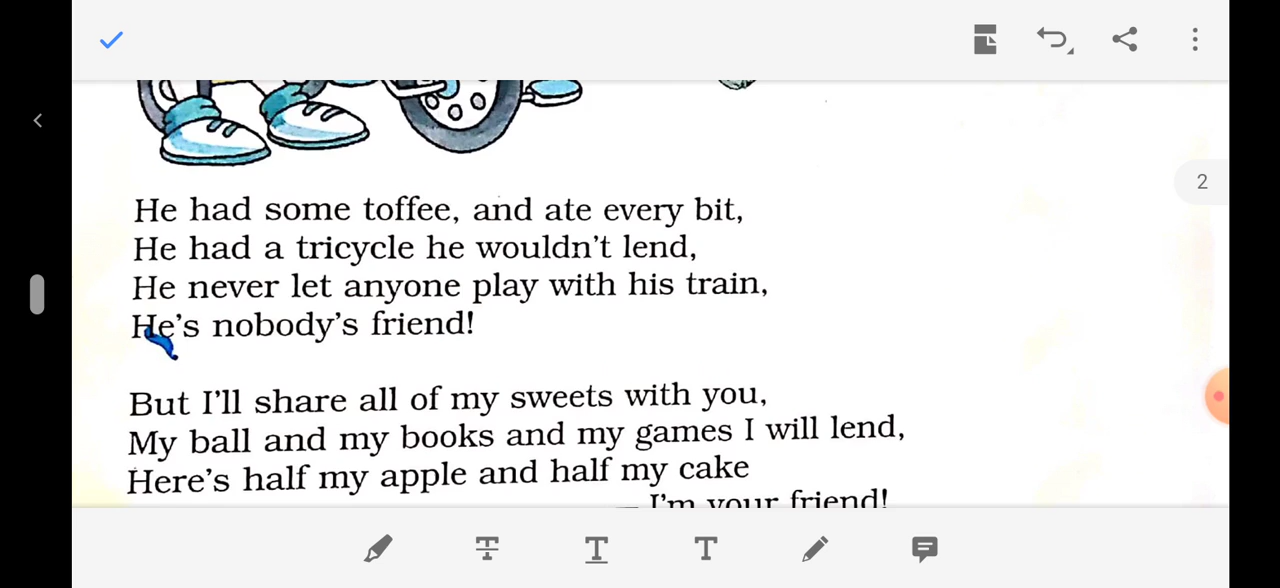 2
He had some toffee, and ate every bit,
He had a tricycle he wouldn't lend,
He never let anyone play with his train,
He's nobody's friend!
But I'll share all of my sweets with you,
My ball and my books and my games I will lend,
Here's half my apple and half my cake
— I'm your friend!